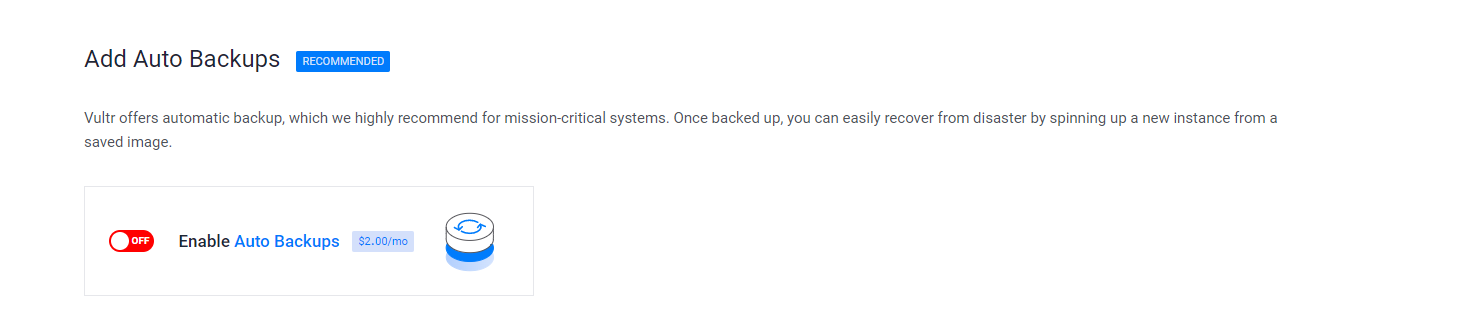 Add Auto Backups RECOMMENDED
Vultr offers automatic backup, which we highly recommend for mission-critical systems. Once backed up, you can easily recover from disaster by spinning up a new instance from a
saved image.
OFF Enable Auto Backups $2.00/mo